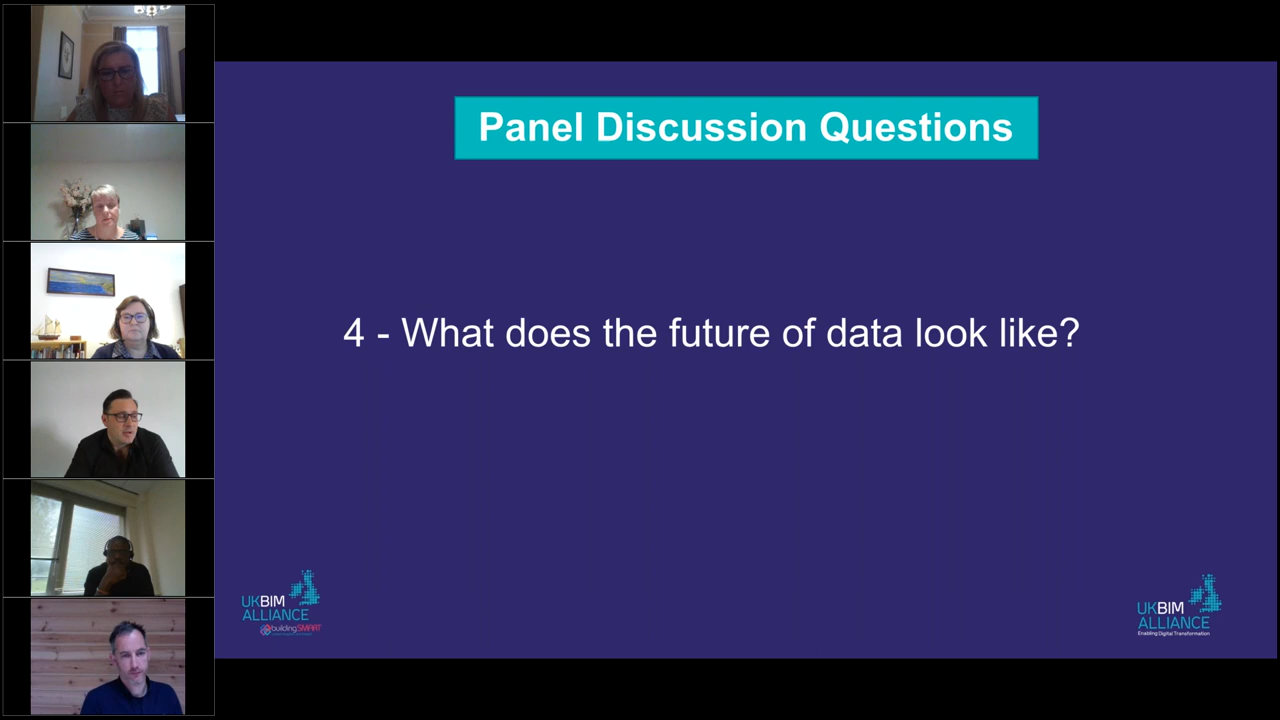 Panel Discussion Questions
4 - What does the future of data look like?
UKBIM
ALLIANCE
buildingSMART
UKBIM
ALLIANCE
Enabling Digital Transformation